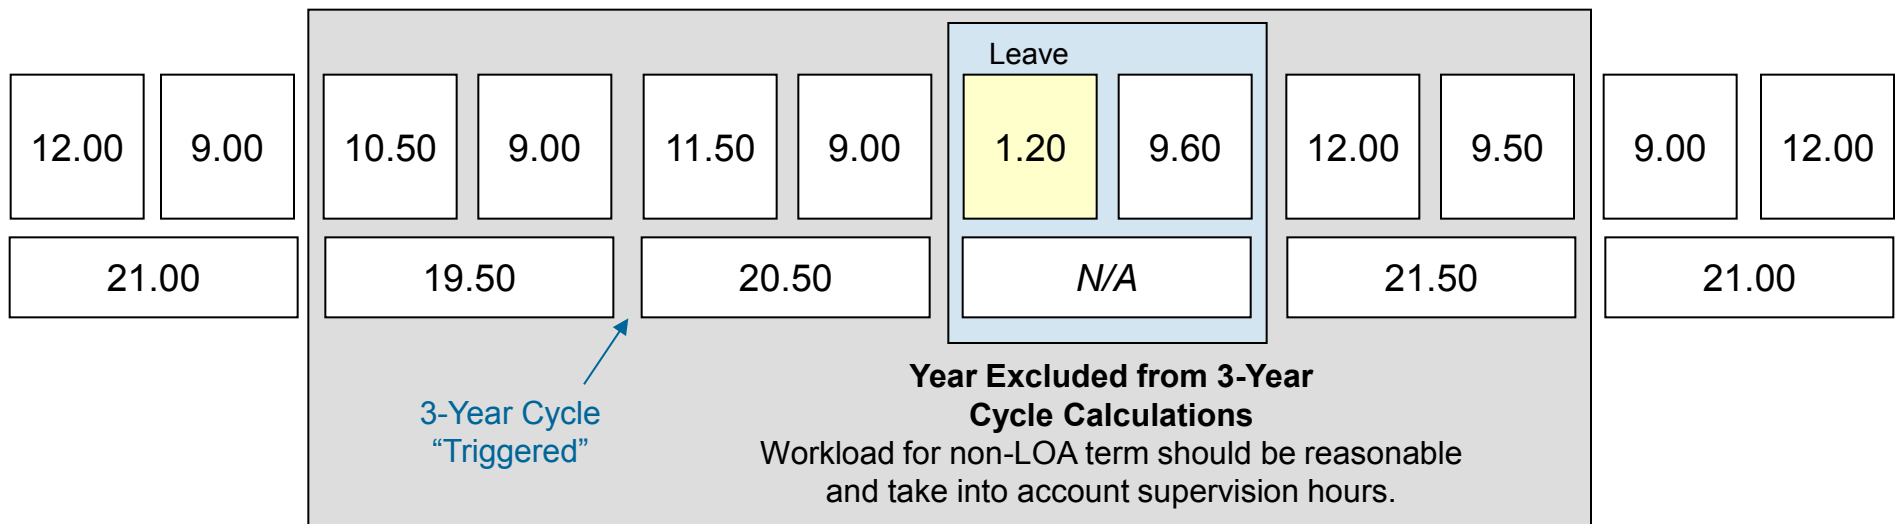 Leave
12.00 9.00 10.50 9.00 11.50 9.00 1.20 9.60 12.00 9.50 9.00 12.00
21.00 19.50 20.50 N/A 21.50 21.00
3-Year Cycle
“Triggered”
Year Excluded from 3-Year
Cycle Calculations
Workload for non-LOA term should be reasonable
and take into account supervision hours.